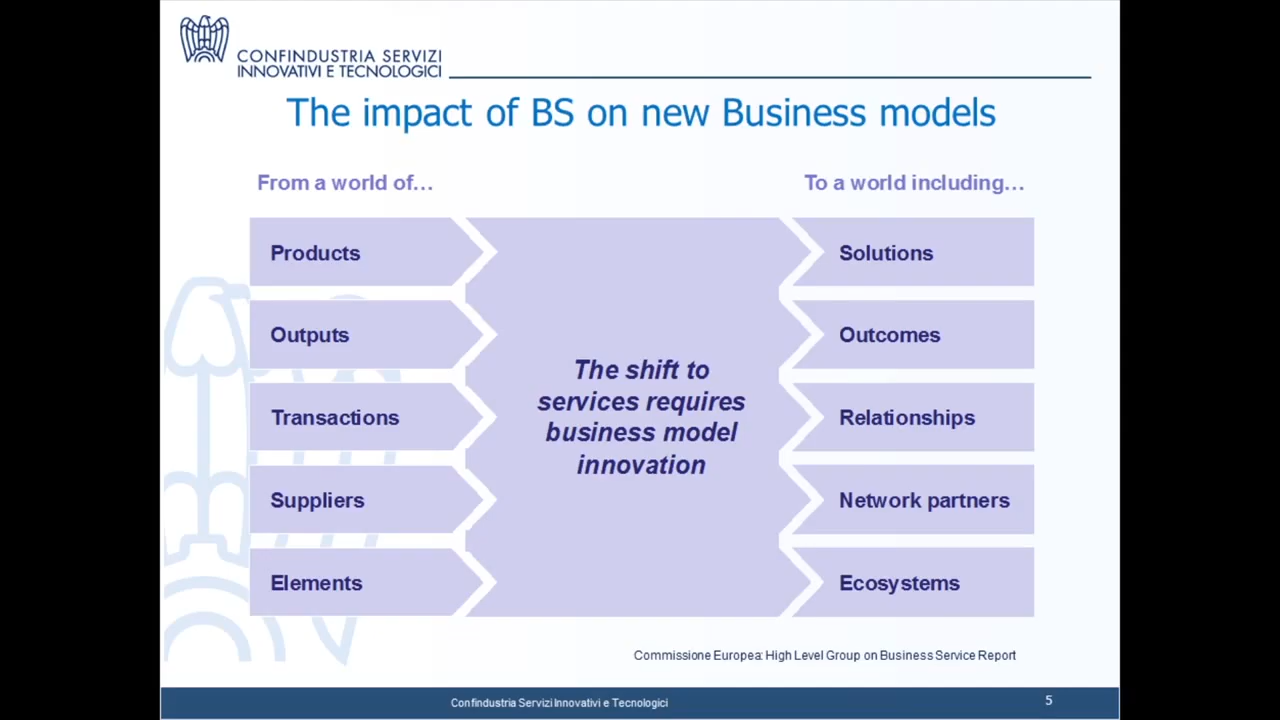 CONFINDUSTRIA SERVIZI
INNOVATIVI E TECNOLOGICI
The impact of BS on new Business models
From a world of…
To a world including…
Products
Solutions
Outputs
Outcomes
The shift to
services requires
business model
innovation
Transactions
Relationships
Suppliers
Network partners
Elements
Ecosystems
Commissione Europea: High Level Group on Business Service Report
Confindustria Servizi Innovativi e Tecnologici
5